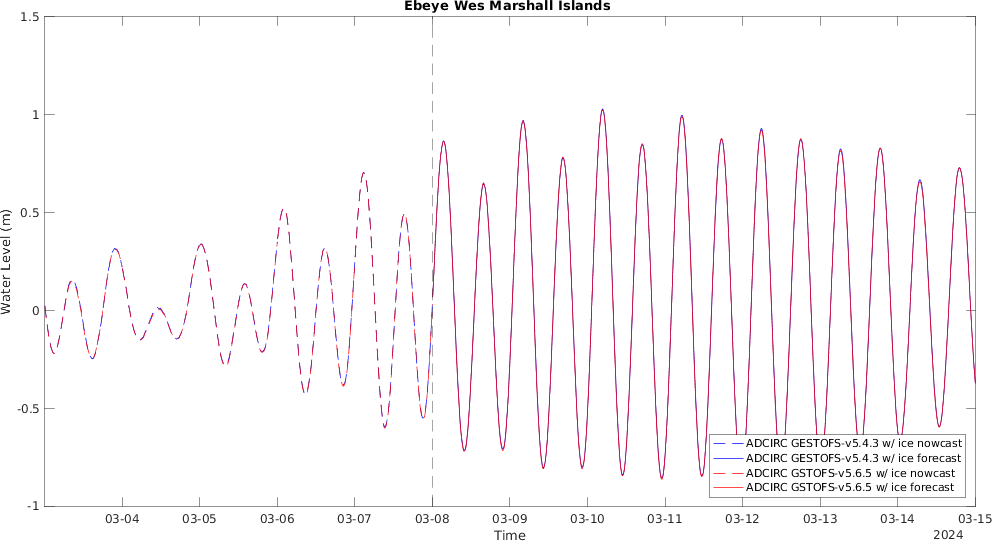 Ebeye Wes Marshall Islands
1.5
1
0.5
0
-0.5
-1
Water Level (m)
ADCIRC GESTOFS-v5.4.3 w/ ice nowcast
ADCIRC GESTOFS-v5.4.3 w/ ice forecast
ADCIRC GSTOFS-v5.6.5 w/ ice nowcast
ADCIRC GSTOFS-v5.6.5 w/ ice forecast
03-04 03-05 03-06 03-07 03-08 03-09 03-10 03-11 03-12 03-13 03-14 03-15
Time
2024